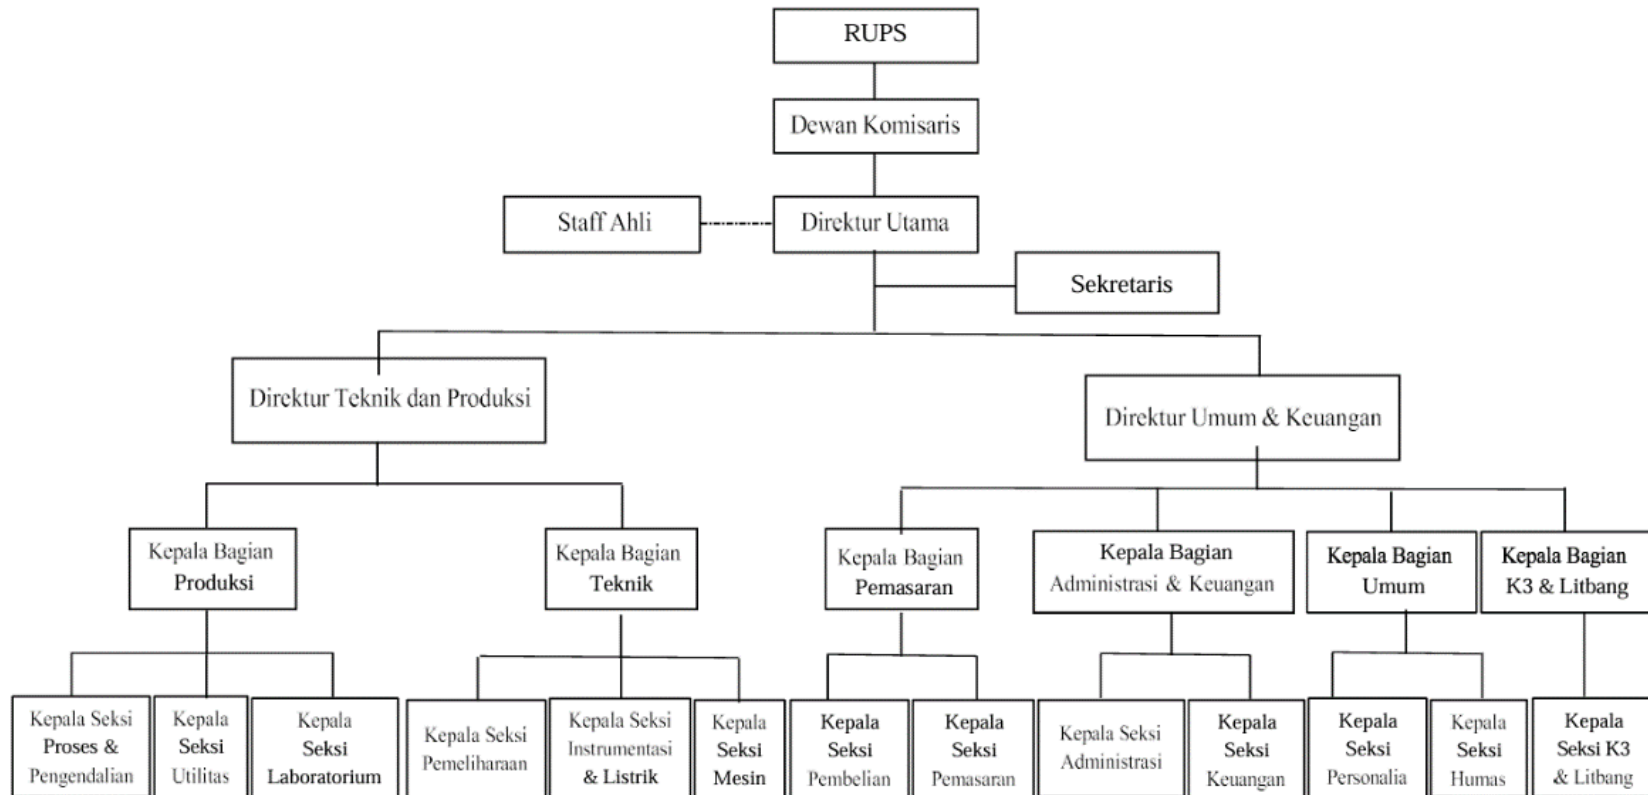 RUPS
Dewan Komisaris
Staff Ahli
Direktur Utama
Sekretaris
Direktur Teknik dan Produksi
Direktur Umum & Keuangan
Kepala Bagian
Produksi
Kepala Bagian
Teknik
Kepala Bagian
Pemasaran
Kepala Bagian
Administrasi & Keuangan
Kepala Bagian
Umum
Kepala Bagian
K3 & Litbang
Kepala Seksi
Proses &
Pengendalian
Kepala
Seksi
Utilitas
Kepala
Seksi
Laboratorium
Kepala Seksi
Pemeliharaan
Kepala Seksi
Instrumentasi
& Listrik
Kepala
Seksi
Mesin
Kepala
Seksi
Pembelian
Kepala
Seksi
Pemasaran
Kepala Seksi
Administrasi
Kepala
Seksi
Keuangan
Kepala
Seksi
Personalia
Kepala
Seksi
Humas
Kepala
Seksi K3
& Litbang